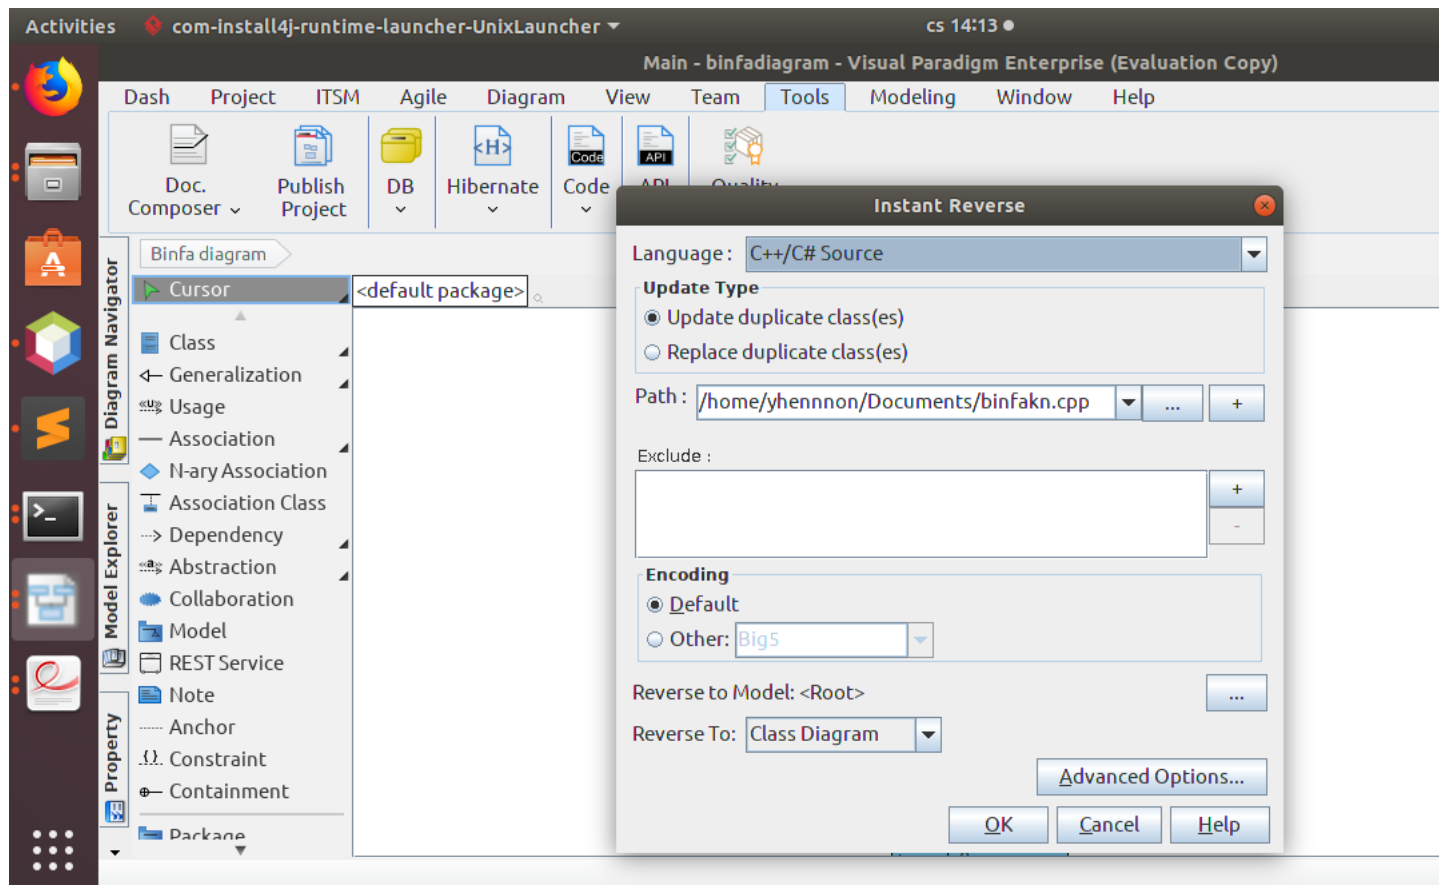 Activities com-install4j-runtime-launcher-UnixLauncher cs 14:13
Main - binfadiagram - Visual Paradigm Enterprise (Evaluation Copy)
Dash Project ITSM Agile Diagram View Team Tools Modeling Window Help
<H> Code API
Doc. Composer
Publish Project
DB
Hibernate
Code
API
Quality
Diagram Navigator
Model Explorer
Property
Binfa diagram
Cursor
<default package>
Class
Generalization
Usage
Association
N-ary Association
Association Class
Dependency
Abstraction
Collaboration
Model
REST Service
Note
Anchor
Constraint
Containment
Package
Instant Reverse
Language: C++/C# Source
Update Type
Update duplicate class(es)
Replace duplicate class(es)
Path: /home/yhennnon/Documents/binfakn.cpp ... +
Exclude :
+
-
Encoding
Default
Other: Big5
Reverse to Model: <Root> ...
Reverse To: Class Diagram
Advanced Options...
OK Cancel Help